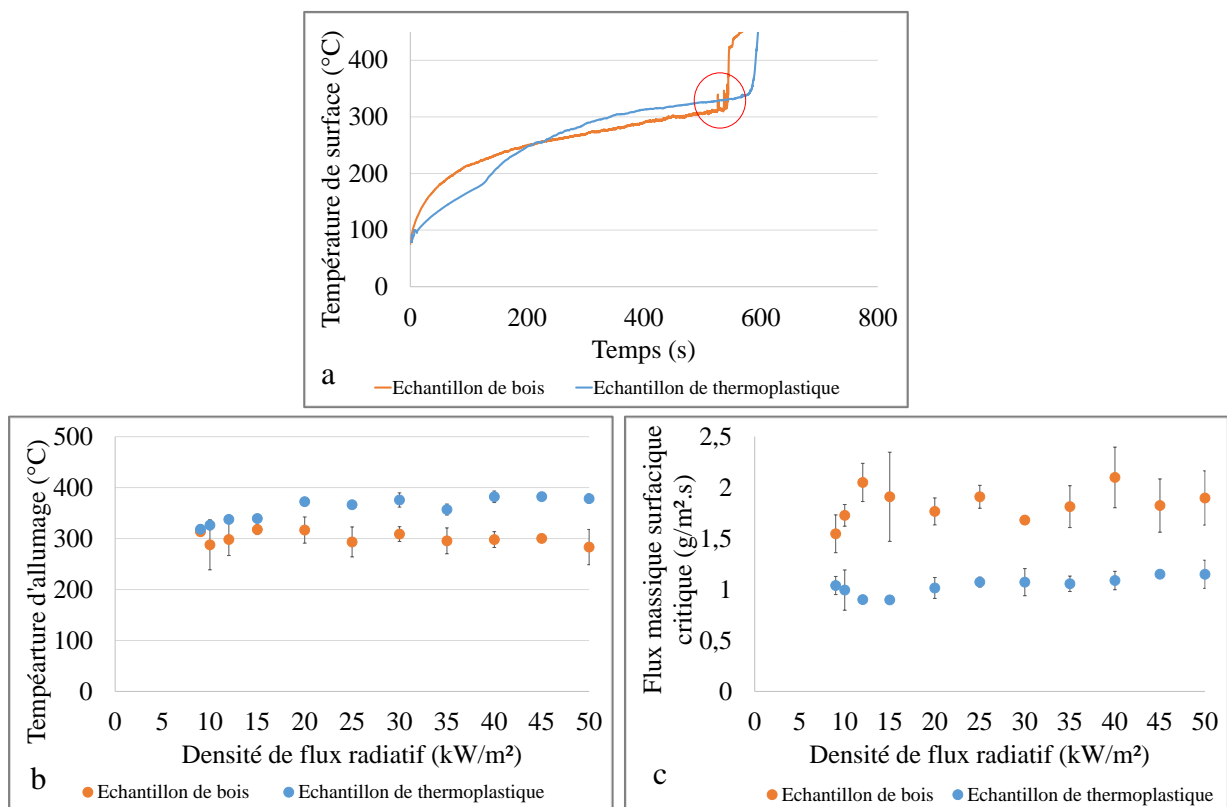 Température de surface (°C)
400
300
200
100
0
0 200 400 600 800
Temps (s)
a
Echantillon de bois Echantillon de thermoplastique
Tempéarture d'allumage (°C)
500
400
300
200
100
0
0 5 10 15 20 25 30 35 40 45 50
Densité de flux radiatif (kW/m²)
b
Echantillon de bois Echantillon de thermoplastique
Flux massique surfacique
critique (g/m².s)
2,5
2
1,5
1
0,5
0
0 5 10 15 20 25 30 35 40 45 50
Densité de flux radiatif (kW/m²)
c
Echantillon de bois Echantillon de thermoplastique